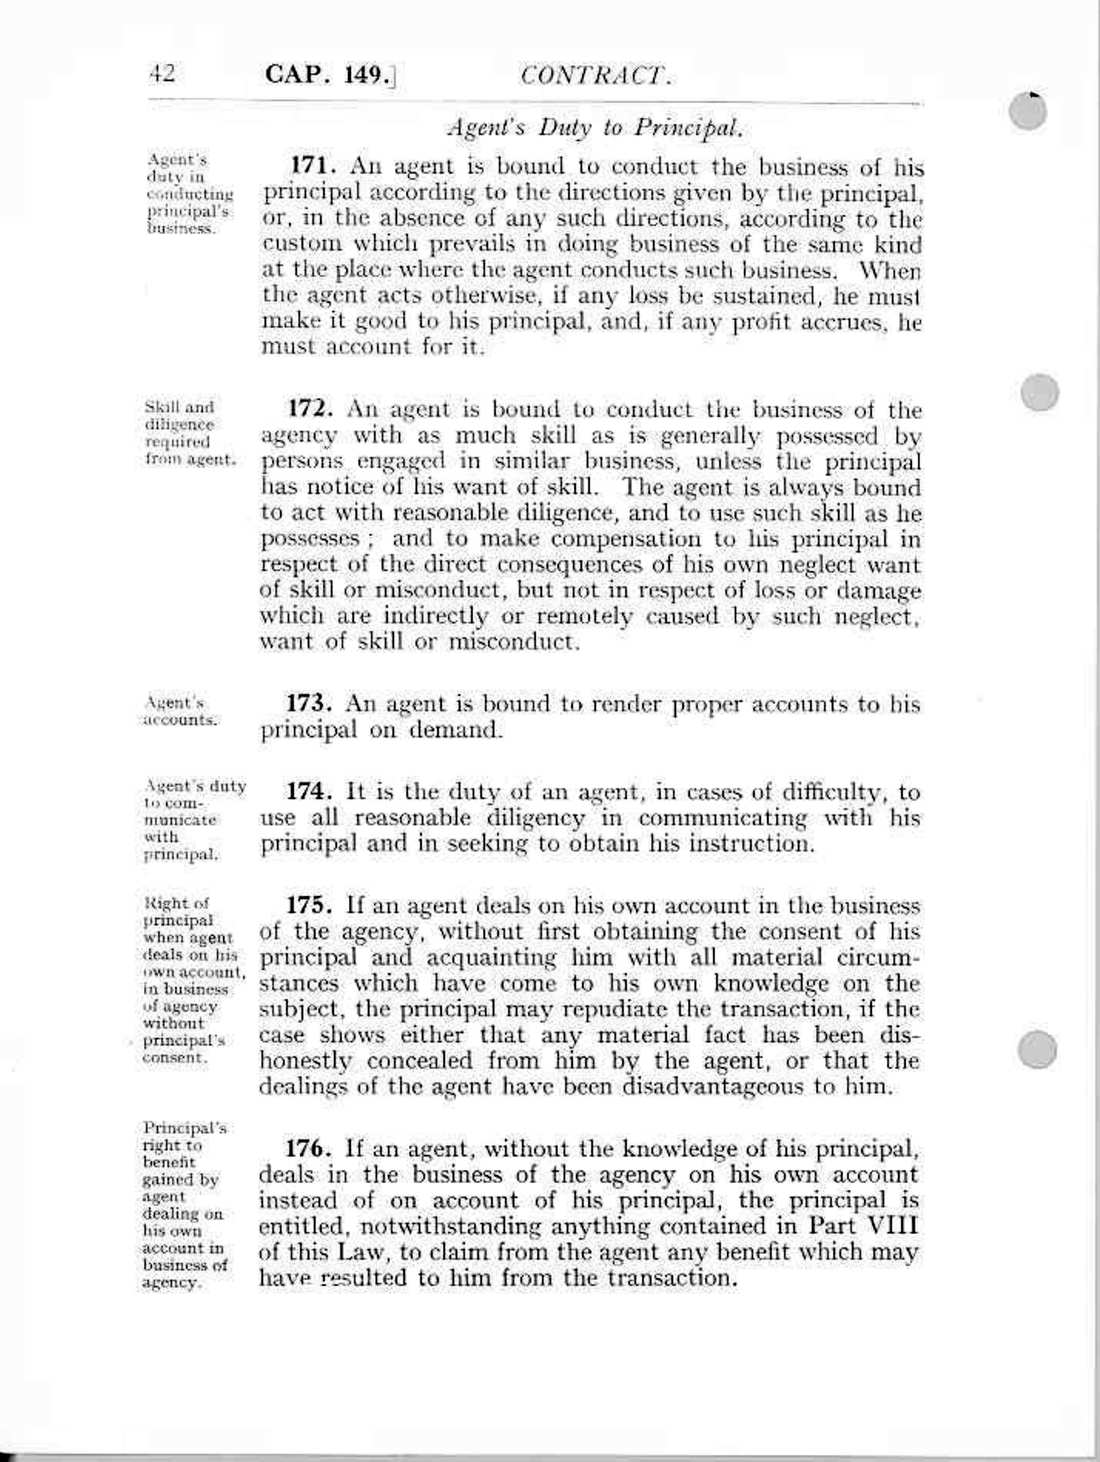 42 CAP. 149.] CONTRACT.
Agent's Duty to Principal.
Agent's
duty in
conducting
principal's
business.
171. An agent is bound to conduct the business of his
principal according to the directions given by the principal,
or, in the absence of any such directions, according to the
custom which prevails in doing business of the same kind
at the place where the agent conducts such business. When
the agent acts otherwise, if any loss be sustained, he must
make it good to his principal, and, if any profit accrues, he
must account for it.
Skill and
diligence
required
from agent.
172. An agent is bound to conduct the business of the
agency with as much skill as is generally possessed by
persons engaged in similar business, unless the principal
has notice of his want of skill. The agent is always bound
to act with reasonable diligence, and to use such skill as he
possesses ; and to make compensation to his principal in
respect of the direct consequences of his own neglect want
of skill or misconduct, but not in respect of loss or damage
which are indirectly or remotely caused by such neglect,
want of skill or misconduct.
Agent's
accounts.
173. An agent is bound to render proper accounts to his
principal on demand.
Agent's duty
to com-
municate
with
principal.
174. It is the duty of an agent, in cases of difficulty, to
use all reasonable diligency in communicating with his
principal and in seeking to obtain his instruction.
Right of
principal
when agent
deals on his
own account,
in business
of agency
without
principal's
consent.
175. If an agent deals on his own account in the business
of the agency, without first obtaining the consent of his
principal and acquainting him with all material circum-
stances which have come to his own knowledge on the
subject, the principal may repudiate the transaction, if the
case shows either that any material fact has been dis-
honestly concealed from him by the agent, or that the
dealings of the agent have been disadvantageous to him.
Principal's
right to
benefit
gained by
agent
dealing on
his own
account in
business of
agency.
176. If an agent, without the knowledge of his principal,
deals in the business of the agency on his own account
instead of on account of his principal, the principal is
entitled, notwithstanding anything contained in Part VIII
of this Law, to claim from the agent any benefit which may
have resulted to him from the transaction.